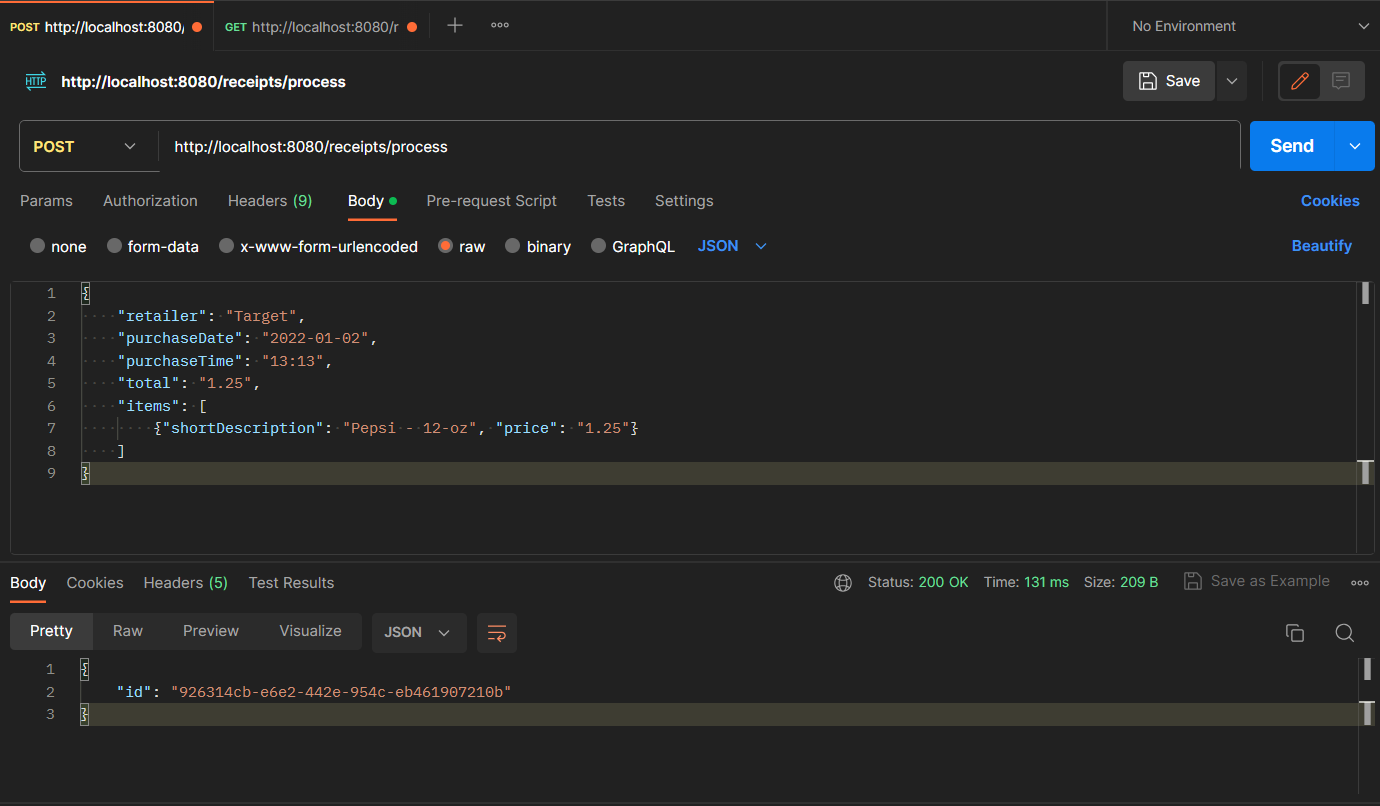 POST http://localhost:8080/ GET http://localhost:8080/r No Environment
HTTP http://localhost:8080/receipts/process Save
POST http://localhost:8080/receipts/process Send
Params Authorization Headers (9) Body Pre-request Script Tests Settings Cookies
none form-data x-www-form-urlencoded raw binary GraphQL JSON Beautify
1 {
2 "retailer": "Target",
3 "purchaseDate": "2022-01-02",
4 "purchaseTime": "13:13",
5 "total": "1.25",
6 "items": [
7 {"shortDescription": "Pepsi - 12-oz", "price": "1.25"}
8 ]
9 }
Body Cookies Headers (5) Test Results Status: 200 OK Time: 131 ms Size: 209 B Save as Example
Pretty Raw Preview Visualize JSON
1 {
2 "id": "926314cb-e6e2-442e-954c-eb461907210b"
3 }